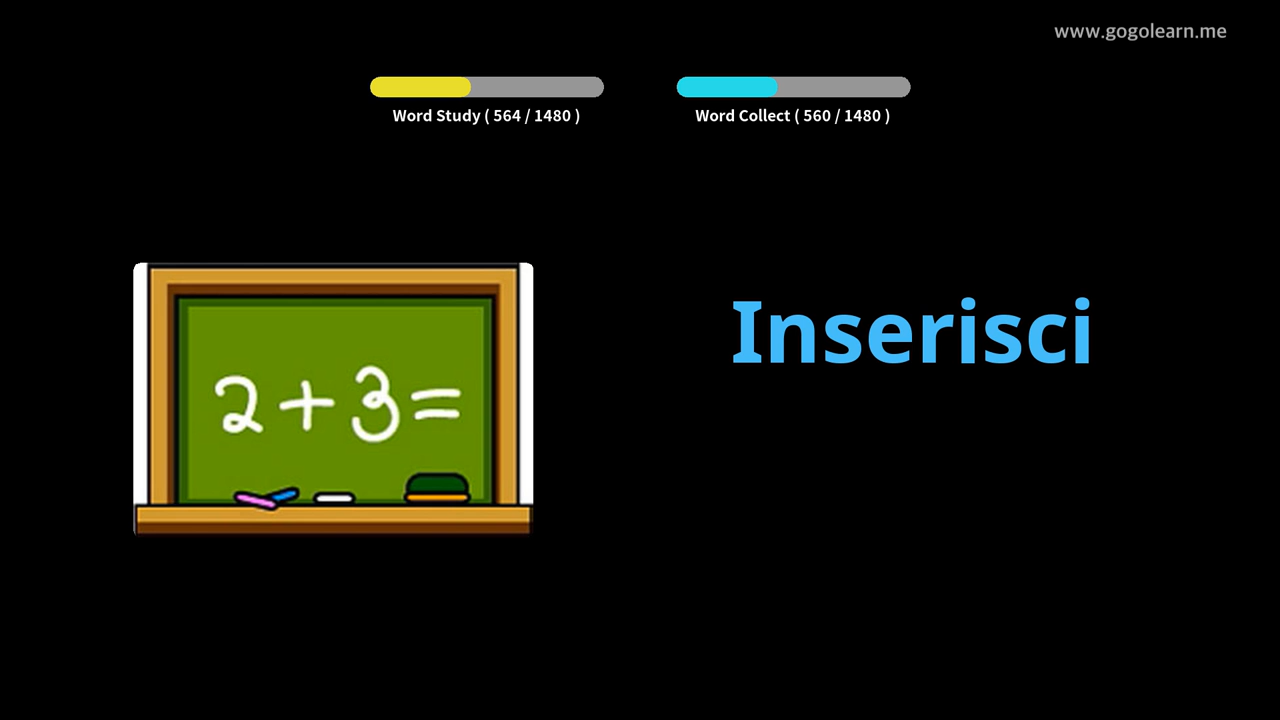 www.gogolearn.me
Word Study ( 564 / 1480 )
Word Collect ( 560 / 1480 )
Inserisci
2 + 3 =